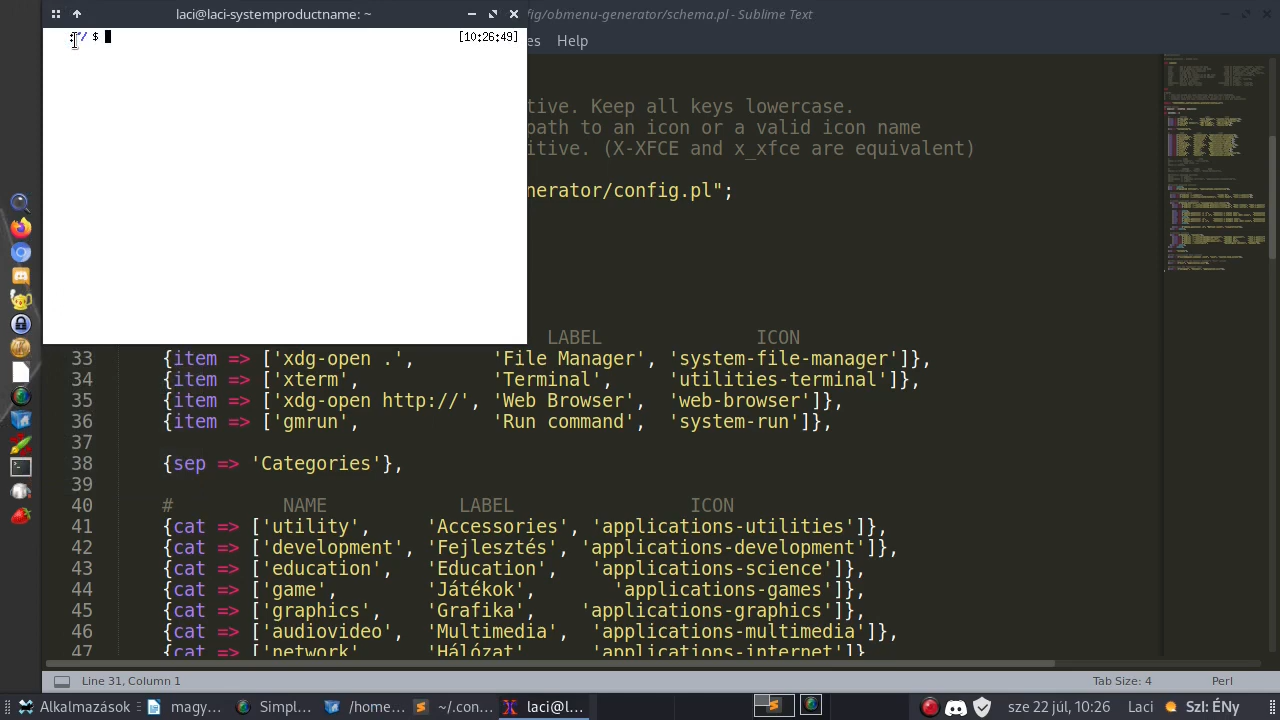 laci@laci-systemproductname: ~
fig/obmenu-generator/schema.pl - Sublime Text
:~/ $
[10:26:49]
es Help
tive. Keep all keys lowercase.
path to an icon or a valid icon name
itive. (X-XFCE and x_xfce are equivalent)
nerator/config.pl";
LABEL ICON
33 {item => ['xdg-open .', 'File Manager', 'system-file-manager']},
34 {item => ['xterm', 'Terminal', 'utilities-terminal']},
35 {item => ['xdg-open http://', 'Web Browser', 'web-browser']},
36 {item => ['gmrun', 'Run command', 'system-run']},
37
38 {sep => 'Categories'},
39
40 # NAME LABEL ICON
41 {cat => ['utility', 'Accessories', 'applications-utilities']},
42 {cat => ['development', 'Fejlesztés', 'applications-development']},
43 {cat => ['education', 'Education', 'applications-science']},
44 {cat => ['game', 'Játékok', 'applications-games']},
45 {cat => ['graphics', 'Grafika', 'applications-graphics']},
46 {cat => ['audiovideo', 'Multimedia', 'applications-multimedia']},
47 {cat => ['network', 'Hálózat', 'applications-internet']}
Line 31, Column 1
Tab Size: 4
Perl
Alkalmazások
magy...
Simpl...
/home...
~/.con...
laci@l...
sze 22 júl, 10:26
Laci
Szl: ÉNy